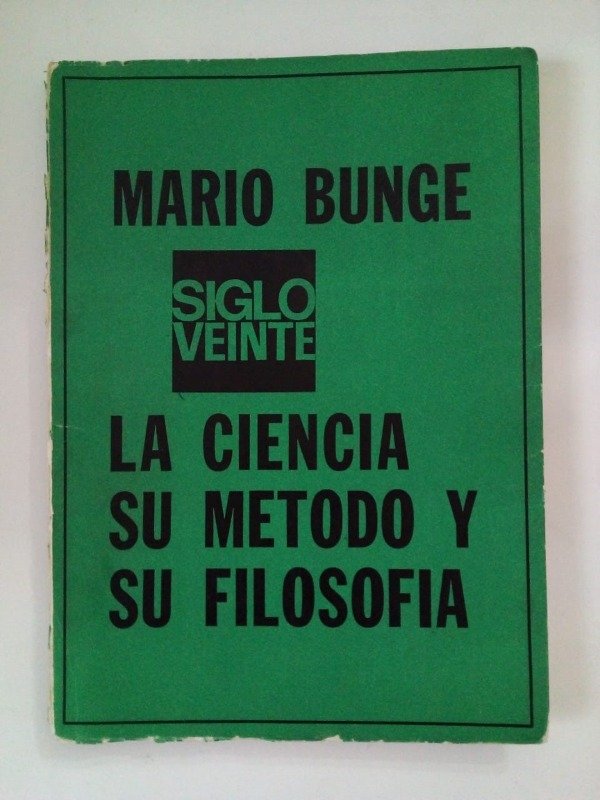 MARIO BUNGE
SIGLO
VEINTE
LA CIENCIA
SU METODO Y
SU FILOSOFIA